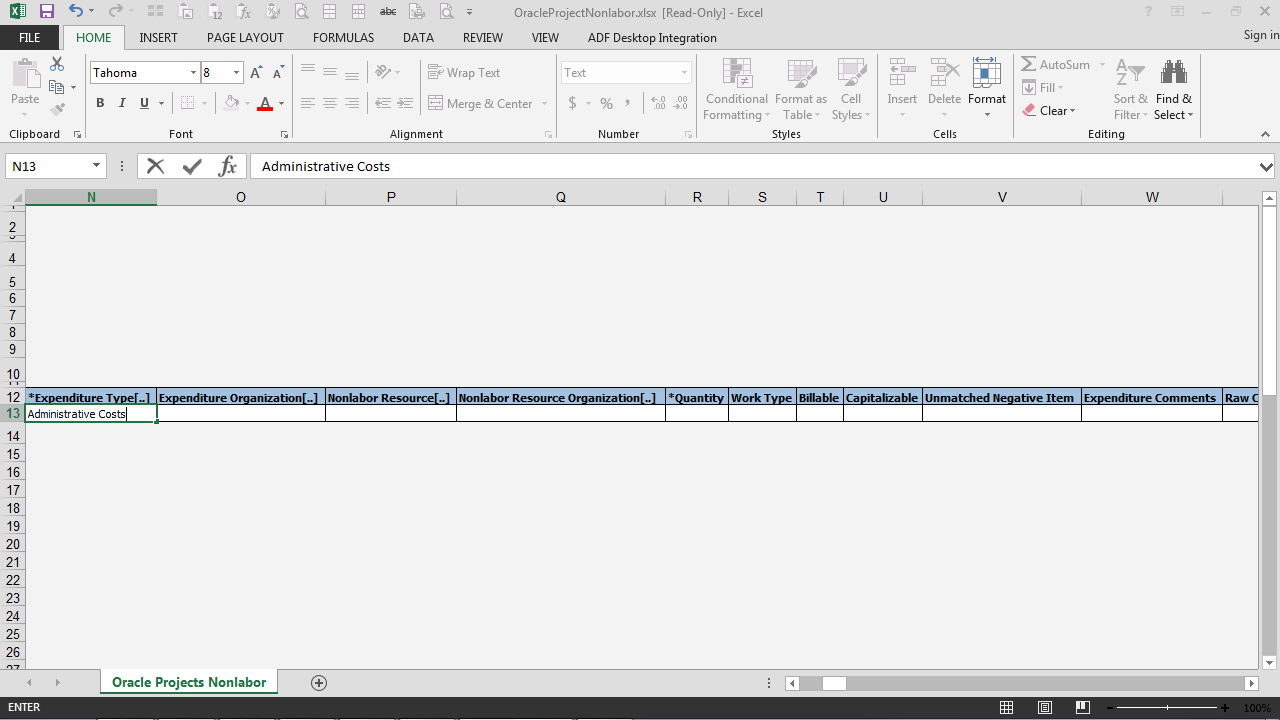 OracleProjectNonlabor.xlsx [Read-Only] - Excel
FILE HOME INSERT PAGE LAYOUT FORMULAS DATA REVIEW VIEW ADF Desktop Integration Sign in
Tahoma 8 Wrap Text Text AutoSum
Paste Conditional Formatting Format as Table Cell Styles Insert Delete Format Fill Sort & Filter Find & Select
B I U A Merge & Center $ % , Clear
Clipboard Font Alignment Number Styles Cells Editing
N13 fx Administrative Costs
N O P Q R S T U V W
1
2
3
4
5
6
7
8
9
10
11
12 *Expenditure Type[..] Expenditure Organization[..] Nonlabor Resource[..] Nonlabor Resource Organization[..] *Quantity Work Type Billable Capitalizable Unmatched Negative Item Expenditure Comments Raw C
13 Administrative Costs
14
15
16
17
18
19
20
21
22
23
24
25
26
27
Oracle Projects Nonlabor
ENTER 100%